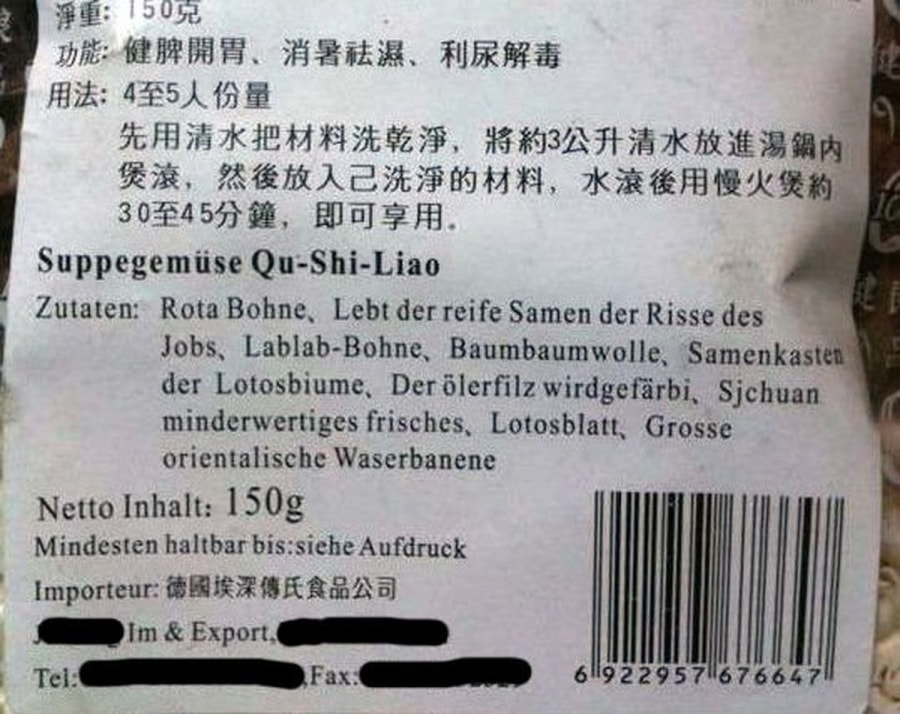 淨重: 150克
功能: 健脾開胃、消暑祛濕、利尿解毒
用法: 4至5人份量
先用清水把材料洗乾淨，將約3公升清水放進湯鍋內
煲滾，然後放入己洗淨的材料，水滾後用慢火煲約
30至45分鐘，即可享用。
Suppegemüse Qu-Shi-Liao
Zutaten: Rota Bohne、Lebt der reife Samen der Risse des
Jobs、Lablab-Bohne、Baumbaumwolle、Samenkasten
der Lotosbiume、Der ölerfilz wirdgefärbi、Sjchuan
minderwertiges frisches、Lotosblatt、Grosse
orientalische Waserbanene
Netto Inhalt: 150g
Mindesten haltbar bis:siehe Aufdruck
Importeur: 德國埃深傳氏食品公司
Im & Export,
Tel: ,Fax:
6 922957 676647